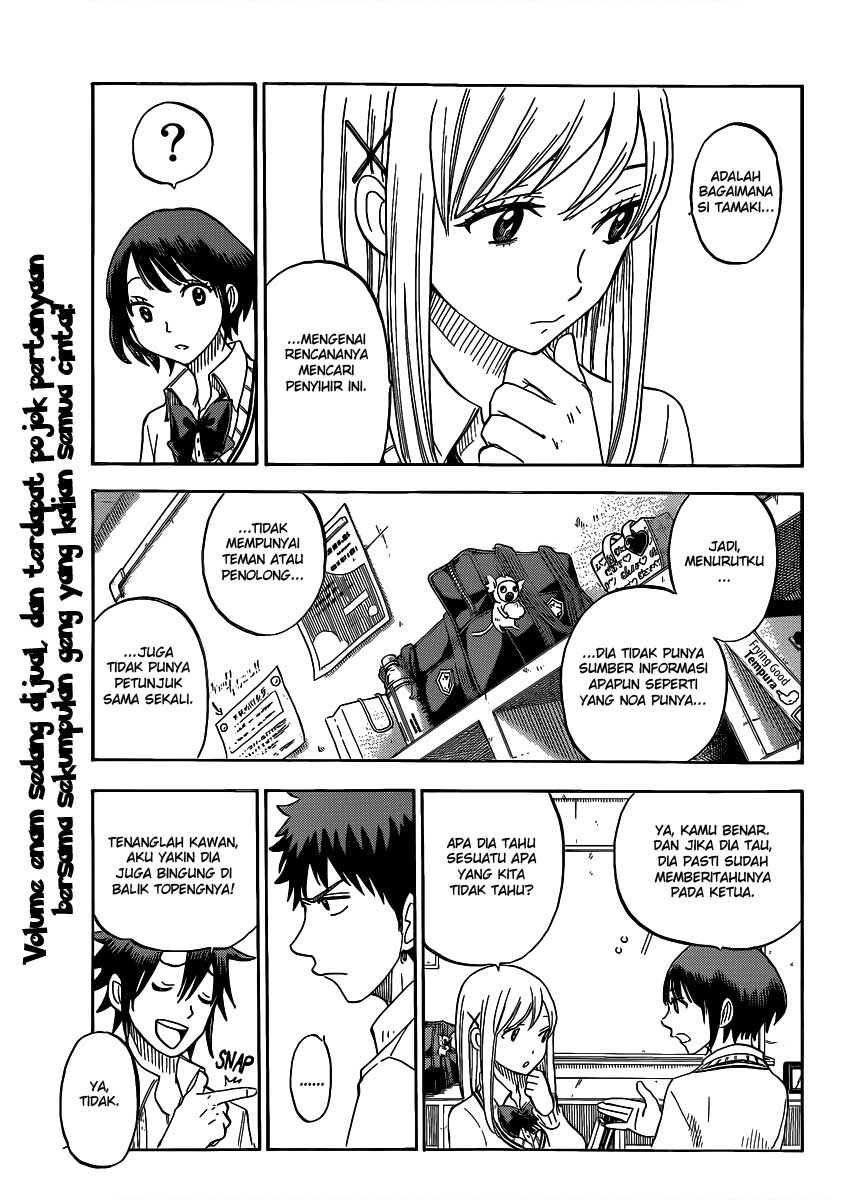 ADALAH
BAGAIMANA
SI TAMAKI...
...MENGENAI
RENCANANYA
MENCARI
PENYIHIR INI.
?
JADI,
MENURUTKU
...
...DIA TIDAK PUNYA
SUMBER INFORMASI
APAPUN SEPERTI
YANG NOA PUNYA...
...TIDAK
MEMPUNYAI
TEMAN ATAU
PENOLONG...
...JUGA
TIDAK PUNYA
PETUNJUK
SAMA SEKALI.
Frying Good
Tempura
YA, KAMU BENAR.
DAN JIKA DIA TAU,
DIA PASTI SUDAH
MEMBERITAHUNYA
PADA KETUA.
APA DIA TAHU
SESUATU APA
YANG KITA
TIDAK TAHU?
......
TENANGLAH KAWAN,
AKU YAKIN DIA
JUGA BINGUNG DI
BALIK TOPENGNYA!
SNAP
YA,
TIDAK.
Volume enam sedang dijual, dan terdapat pojok pertanyaan
bersama sekumpulan geng yang kalian semua cintai!